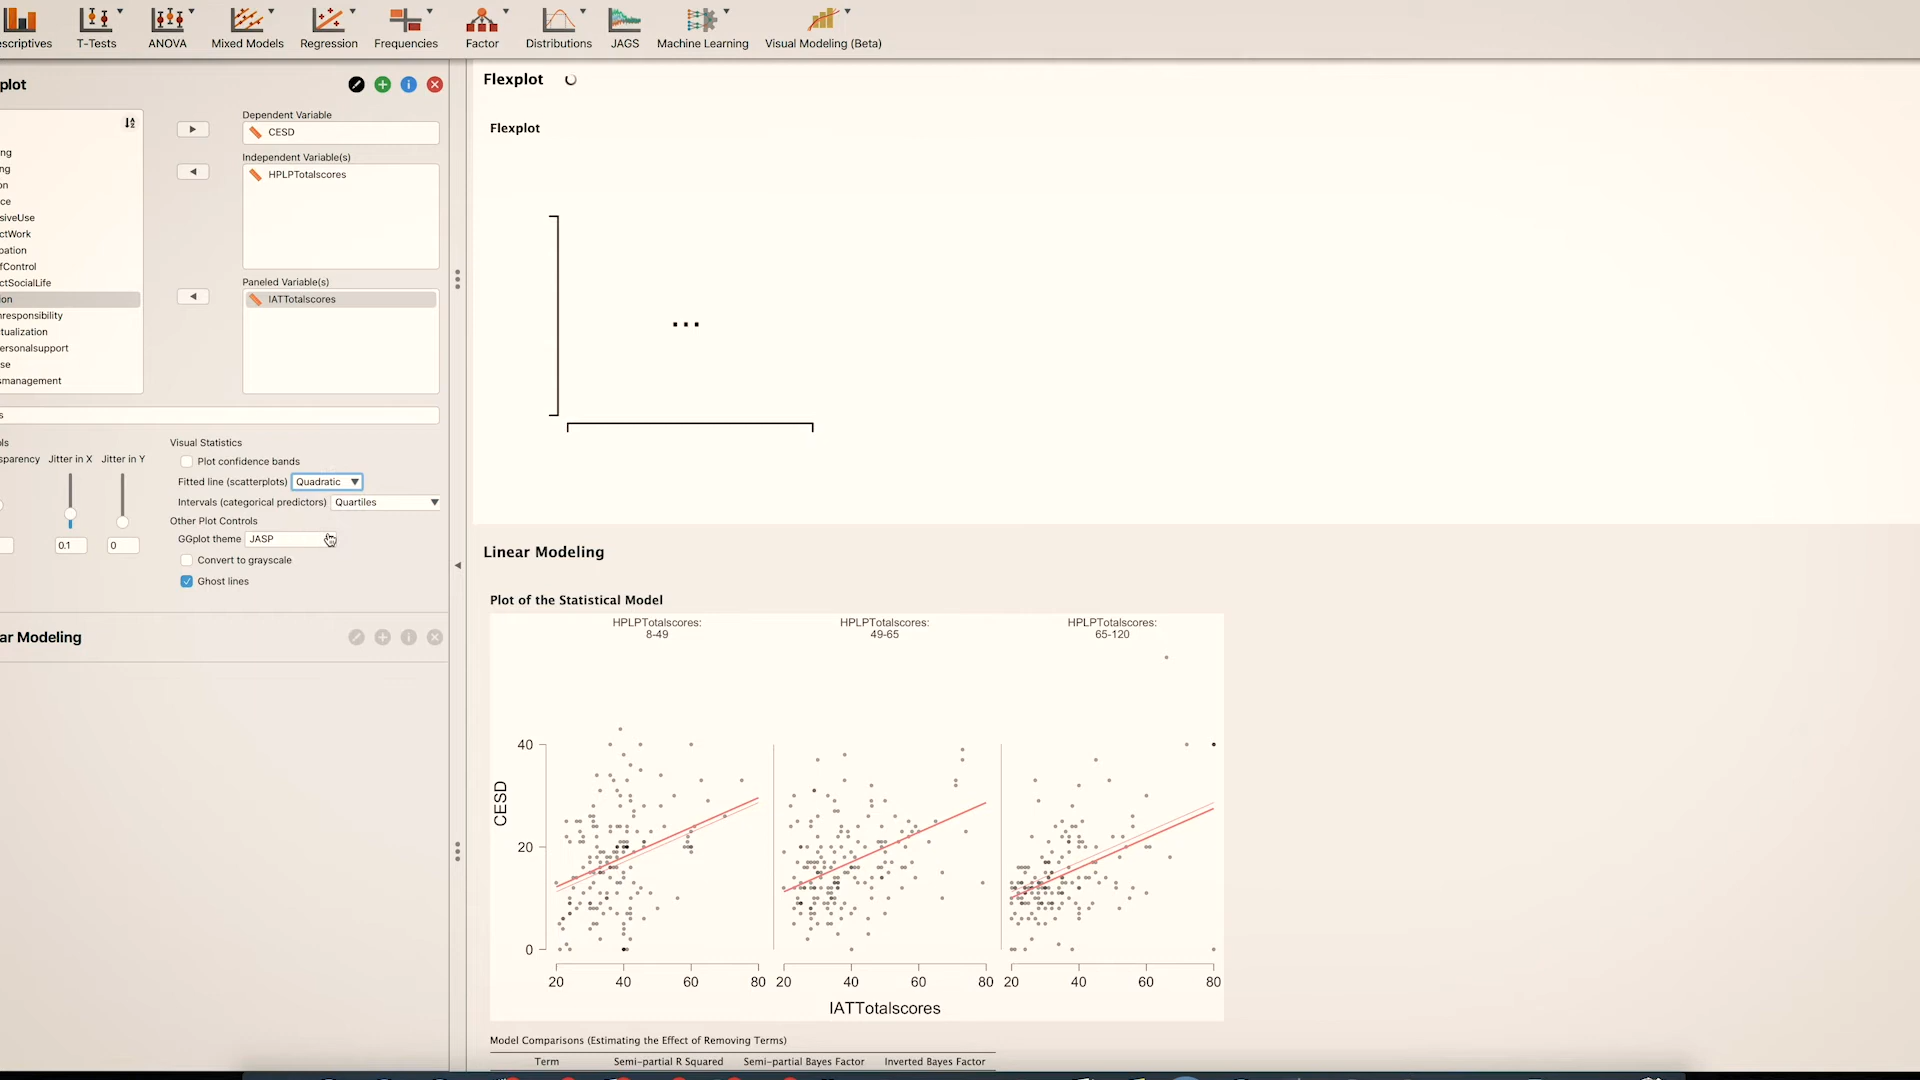 escriptives
T-Tests
ANOVA
Mixed Models
Regression
Frequencies
Factor
Distributions
JAGS
Machine Learning
Visual Modeling (Beta)
plot
ng
ng
on
ce
siveUse
ctWork
pation
fControl
ctSocialLife
ion
nresponsibility
tualization
ersonalsupport
se
smanagement
Dependent Variable
CESD
Independent Variable(s)
HPLPTotalscores
Paneled Variable(s)
IATTotalscores
s
ols
sparency
Jitter in X
Jitter in Y
0.1
0
Visual Statistics
Plot confidence bands
Fitted line (scatterplots) Quadratic
Intervals (categorical predictors) Quartiles
Other Plot Controls
GGplot theme JASP
Convert to grayscale
Ghost lines
ar Modeling
Flexplot
Flexplot
...
Linear Modeling
Plot of the Statistical Model
HPLPTotalscores:
8-49
HPLPTotalscores:
49-65
HPLPTotalscores:
65-120
40
20
0
CESD
20 40 60 80 20 40 60 80 20 40 60 80
IATTotalscores
Model Comparisons (Estimating the Effect of Removing Terms)
Term Semi-partial R Squared Semi-partial Bayes Factor Inverted Bayes Factor